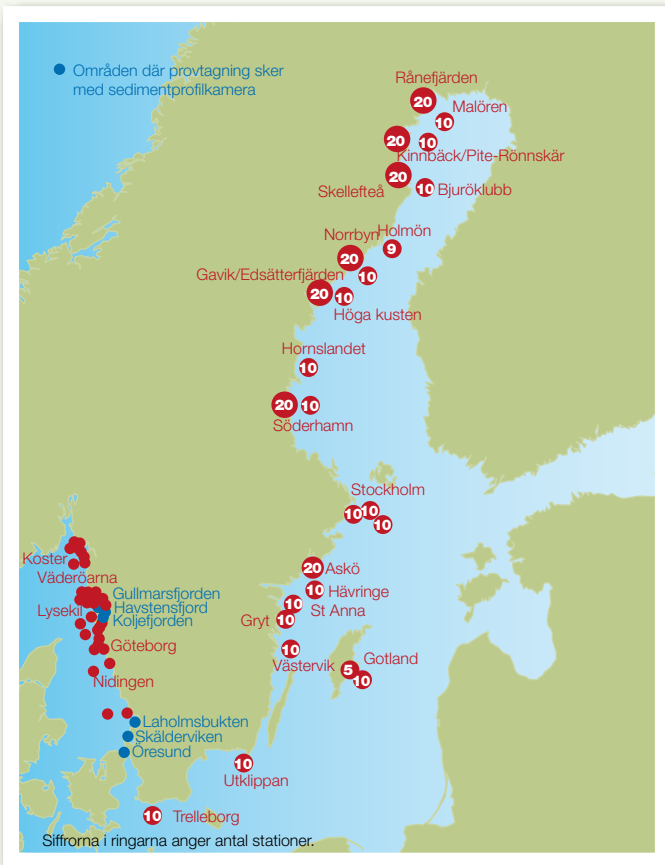 Områden där provtagning sker
med sedimentprofilkamera
Rånefjärden
20
Malören
10
20
10
Kinnbäck/Pite-Rönnskär
20
Skellefteå
10
Bjuröklubb
Holmön
9
Norrbyn
20
10
Gavik/Edsätterfjärden
20
10
Höga kusten
Hornslandet
10
20
10
Söderhamn
Stockholm
10
10
10
Koster
Väderöarna
Gullmarsfjorden
Lysekil
Havstensfjord
Koljefjorden
Göteborg
Nidingen
20
Askö
10
Hävringe
10
St Anna
Gryt
10
10
Västervik
Gotland
5
10
Laholmsbukten
Skälderviken
Öresund
10
Utklippan
10
Trelleborg
Siffrorna i ringarna anger antal stationer.